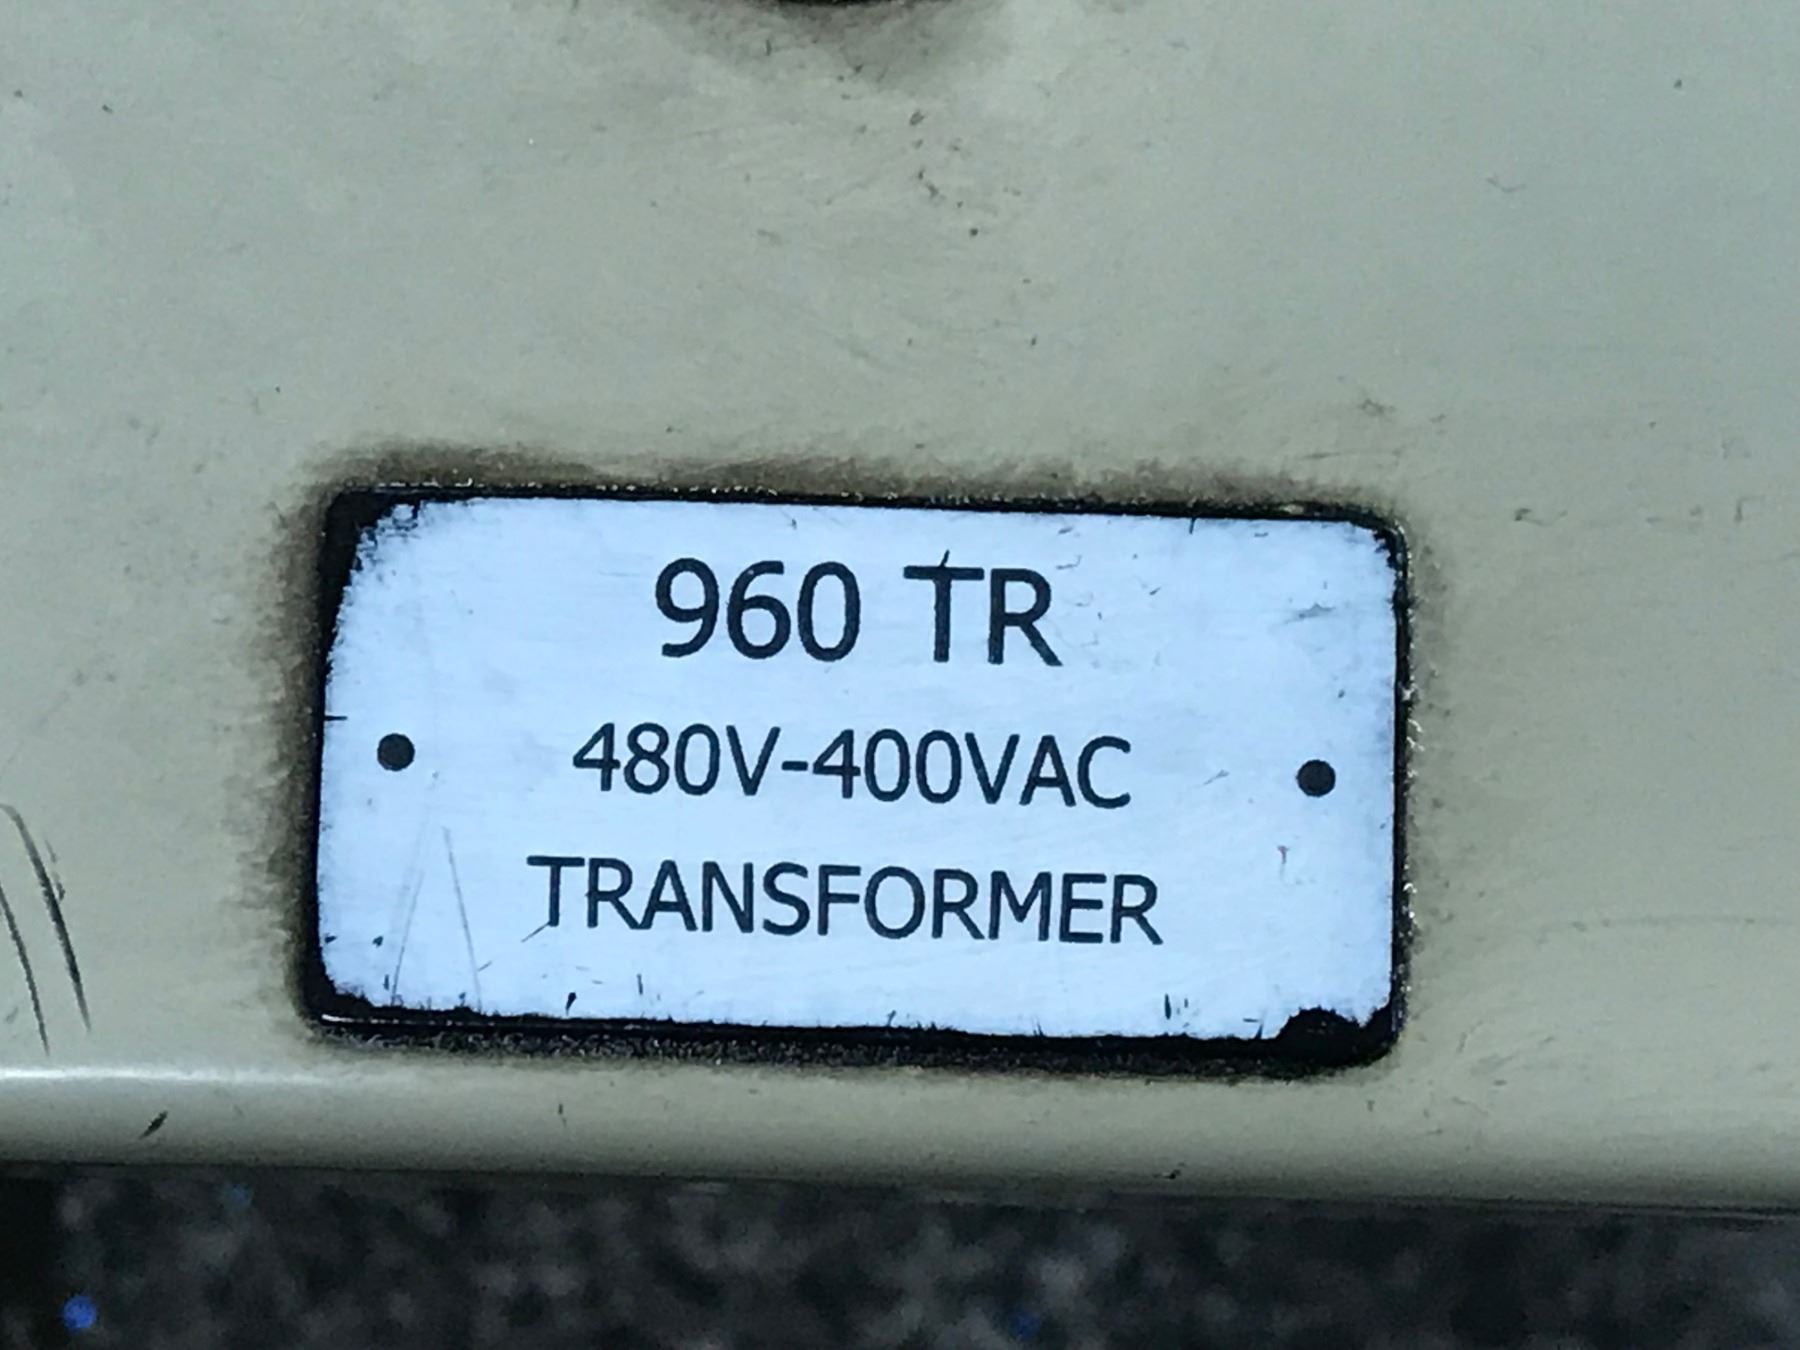 960 TR
480V-400VAC
TRANSFORMER